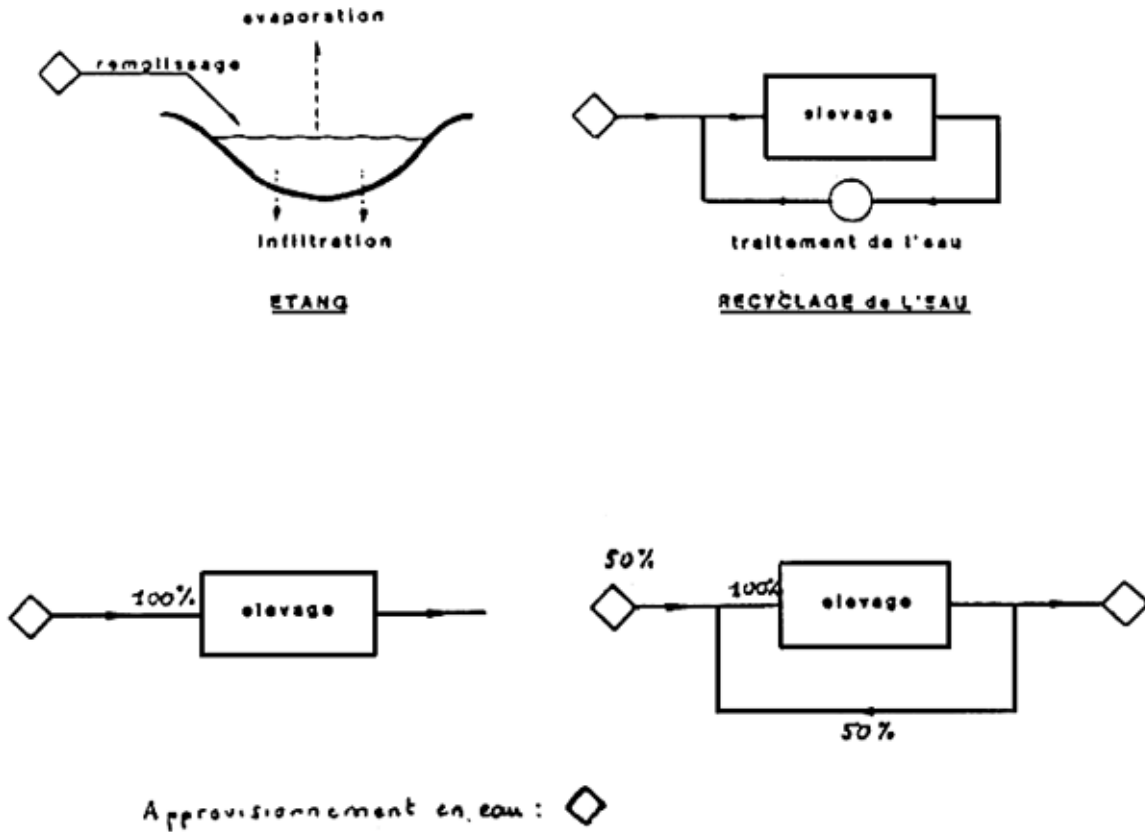 evaporation
remplissage
infiltration
ETANG
elevage
traitement de l'eau
RECYCLAGE de L'EAU
100%
elevage
50%
100%
elevage
50%
Approvisionnement en eau :